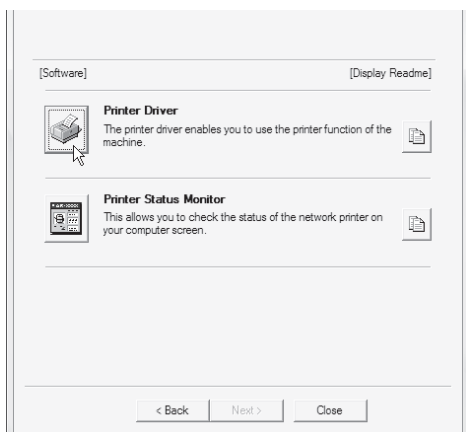 [Software] [Display Readme]
Printer Driver
The printer driver enables you to use the printer function of the
machine.
Printer Status Monitor
This allows you to check the status of the network printer on
your computer screen.
< Back Next > Close